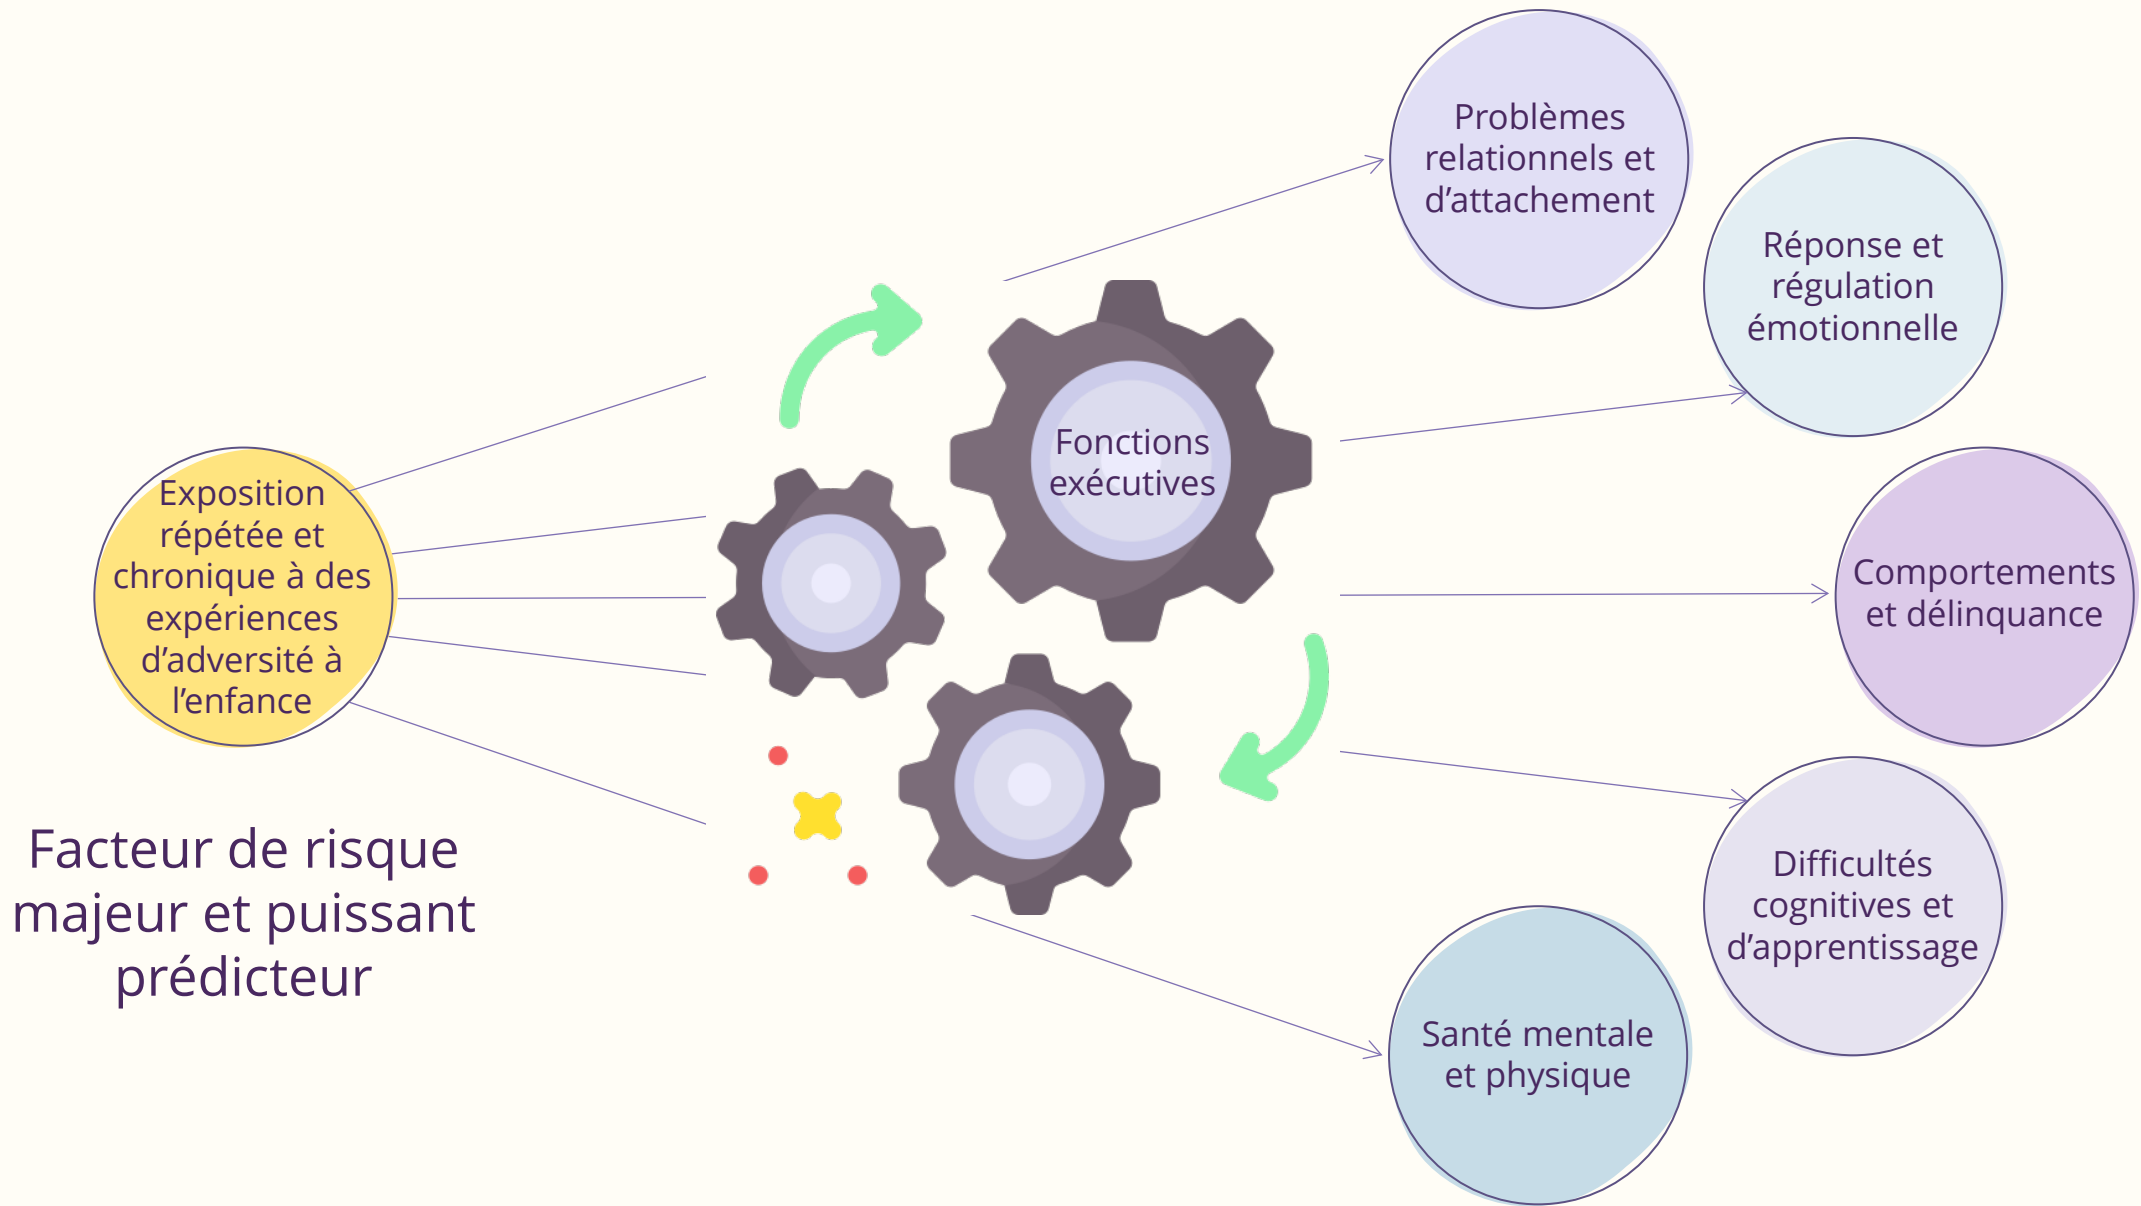 Exposition
répétée et
chronique à des
expériences
d’adversité à
l’enfance
Facteur de risque
majeur et puissant
prédicteur
Fonctions
exécutives
Problèmes
relationnels et
d’attachement
Réponse et
régulation
émotionnelle
Comportements
et délinquance
Difficultés
cognitives et
d’apprentissage
Santé mentale
et physique